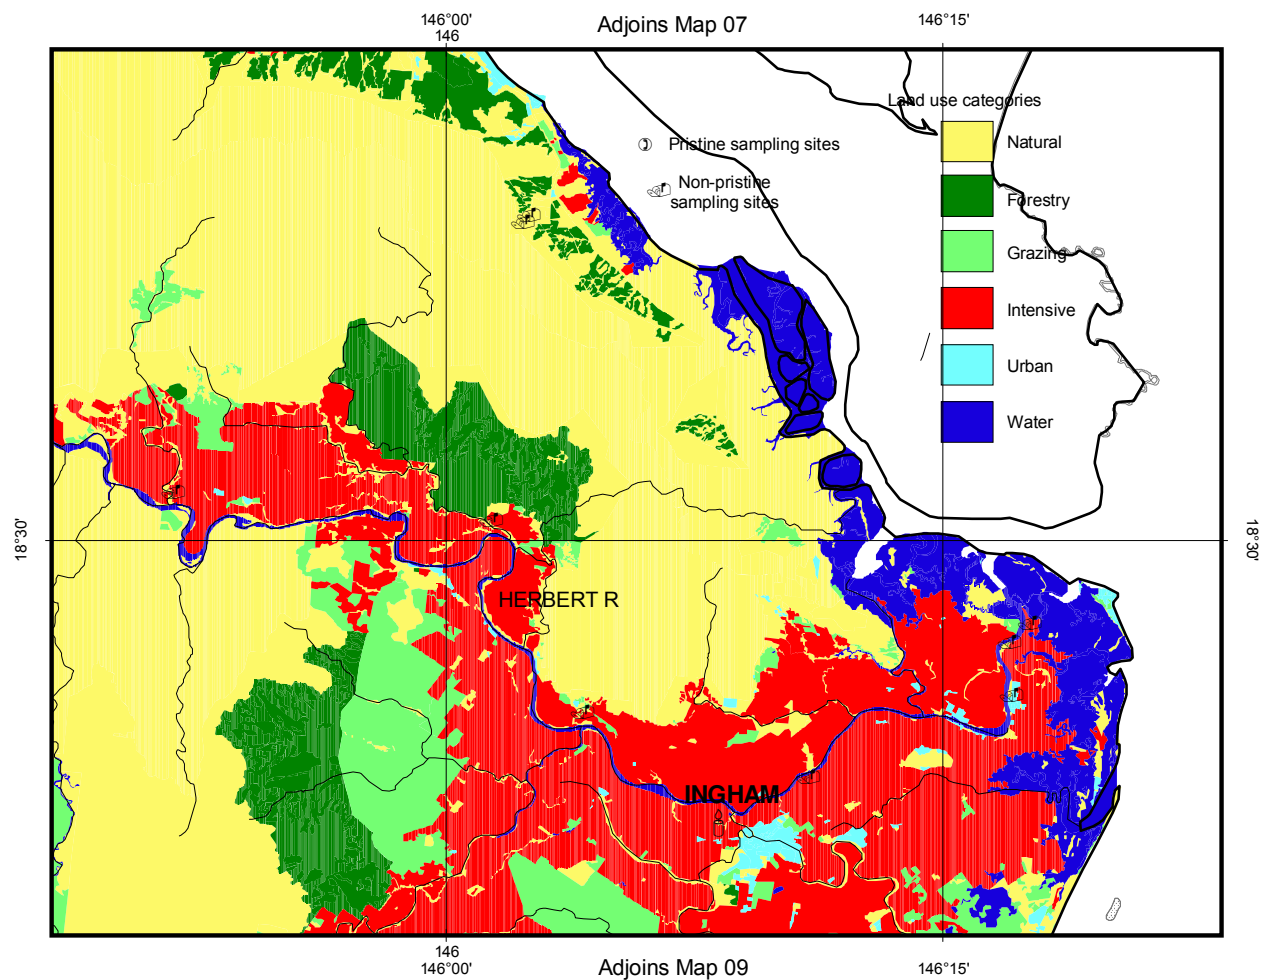 146°00'
Adjoins Map 07
146°15'
146
Land use categories
Pristine sampling sites
Natural
Non-pristine
sampling sites
Forestry
Grazing
Intensive
Urban
Water
18°30'
18°30'
HERBERT R
INGHAM
146
146°00'
Adjoins Map 09
146°15'